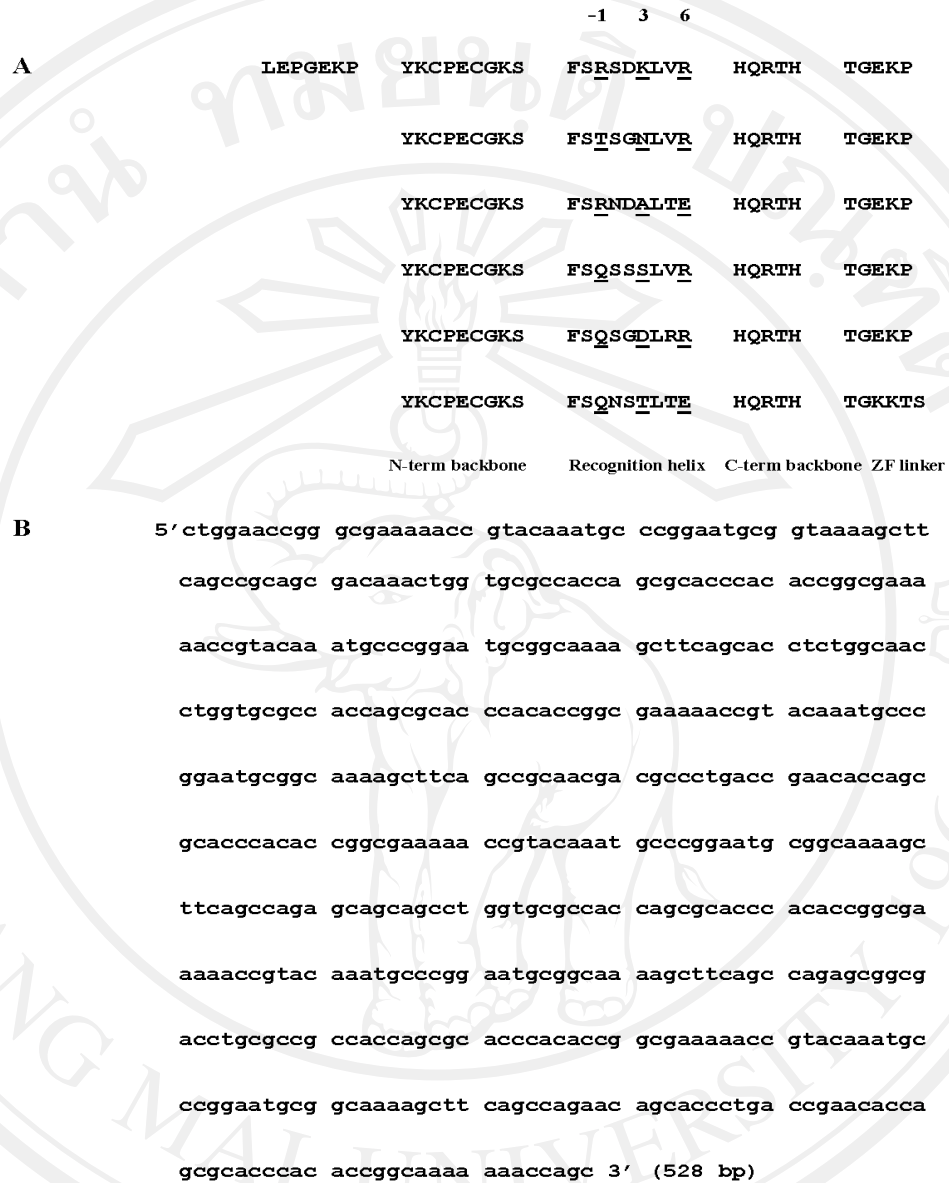 -1 3 6
A LEPGEKP YKCPECGKS FSRSDKLVR HQRTH TGEKP
YKCPECGKS FSTSGNLVR HQRTH TGEKP
YKCPECGKS FSRNDALTE HQRTH TGEKP
YKCPECGKS FSQSSSLVR HQRTH TGEKP
YKCPECGKS FSQSGDLRR HQRTH TGEKP
YKCPECGKS FSQNSTLTE HQRTH TGKKTS
N-term backbone Recognition helix C-term backbone ZF linker
B 5’ctggaaccgg gcgaaaaacc gtacaaatgc ccggaatgcg gtaaaagctt
cagccgcagc gacaaactgg tgcgccacca gcgcacccac accggcgaaa
aaccgtacaa atgcccggaa tgcggcaaaa gcttcagcac ctctggcaac
ctggtgcgcc accagcgcac ccacaccggc gaaaaaccgt acaaatgccc
ggaatgcggc aaaagcttca gccgcaacga cgccctgacc gaacaccagc
gcacccacac cggcgaaaaa ccgtacaaat gcccggaatg cggcaaaagc
ttcagccaga gcagcagcct ggtgcgccac cagcgcaccc acaccggcga
aaaaccgtac aaatgcccgg aatgcggcaa aagcttcagc cagagcggcg
acctgcgccg ccaccagcgc acccacaccg gcgaaaaacc gtacaaatgc
ccggaatgcg gcaaaagctt cagccagaac agcaccctga ccgaacacca
gcgcacccac accggcaaaa aaaccagc 3’ (528 bp)